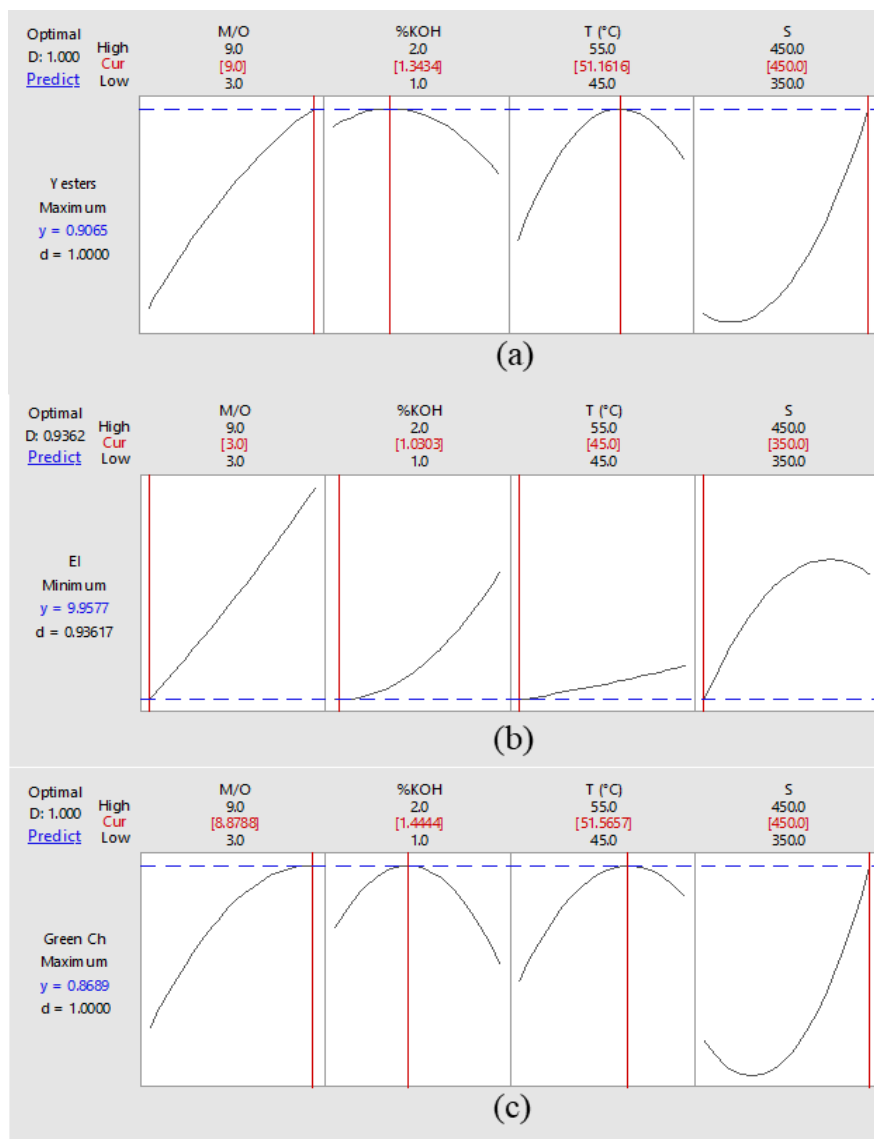 Optimal
D: 1.000
Predict
High
Cur
Low
M/O
9.0
[9.0]
3.0
%KOH
2.0
[1.3434]
1.0
T (°C)
55.0
[51.1616]
45.0
S
450.0
[450.0]
350.0
Y esters
Maximum
y = 0.9065
d = 1.0000
(a)
Optimal
D: 0.9362
Predict
High
Cur
Low
M/O
9.0
[3.0]
3.0
%KOH
2.0
[1.0303]
1.0
T (°C)
55.0
[45.0]
45.0
S
450.0
[350.0]
350.0
EI
Minimum
y = 9.9577
d = 0.93617
(b)
Optimal
D: 1.000
Predict
High
Cur
Low
M/O
9.0
[8.8788]
3.0
%KOH
2.0
[1.4444]
1.0
T (°C)
55.0
[51.5657]
45.0
S
450.0
[450.0]
350.0
Green Ch
Maximum
y = 0.8689
d = 1.0000
(c)